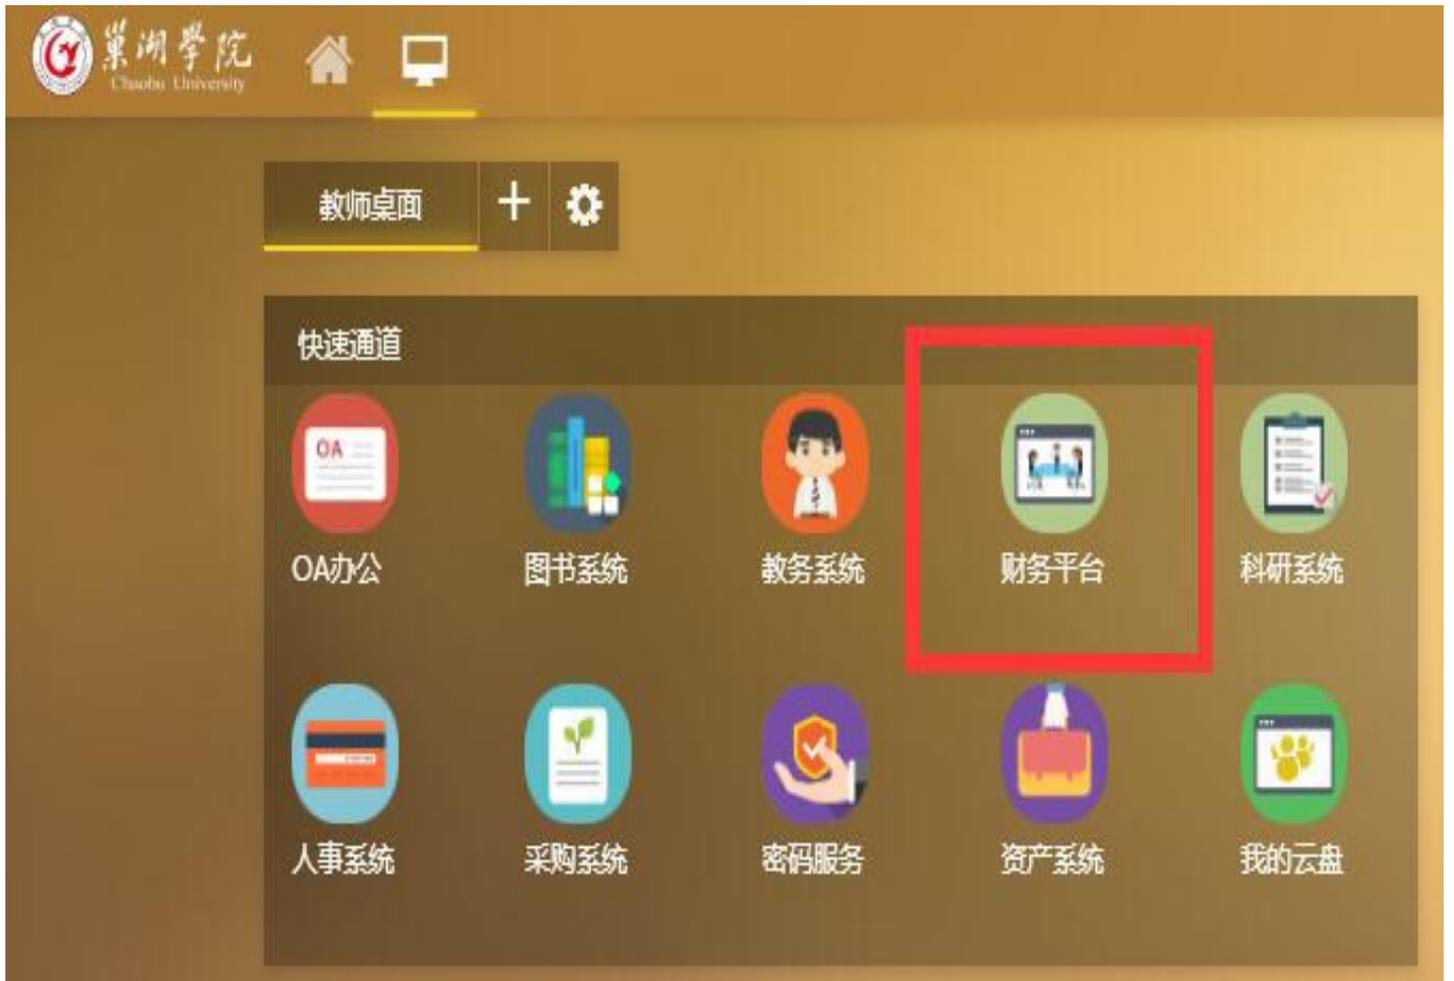 巢湖學院
Chaohu University
教师桌面
快速通道
OA
OA办公 图书系统 教务系统 财务平台 科研系统
人事系统 采购系统 密码服务 资产系统 我的云盘